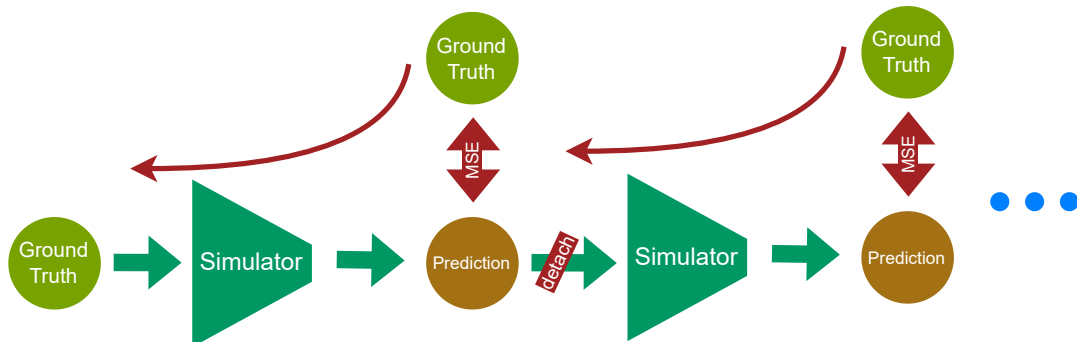 Ground
Truth
Ground
Truth
MSE
MSE
Ground
Truth
Simulator
Prediction
detach
Simulator
Prediction